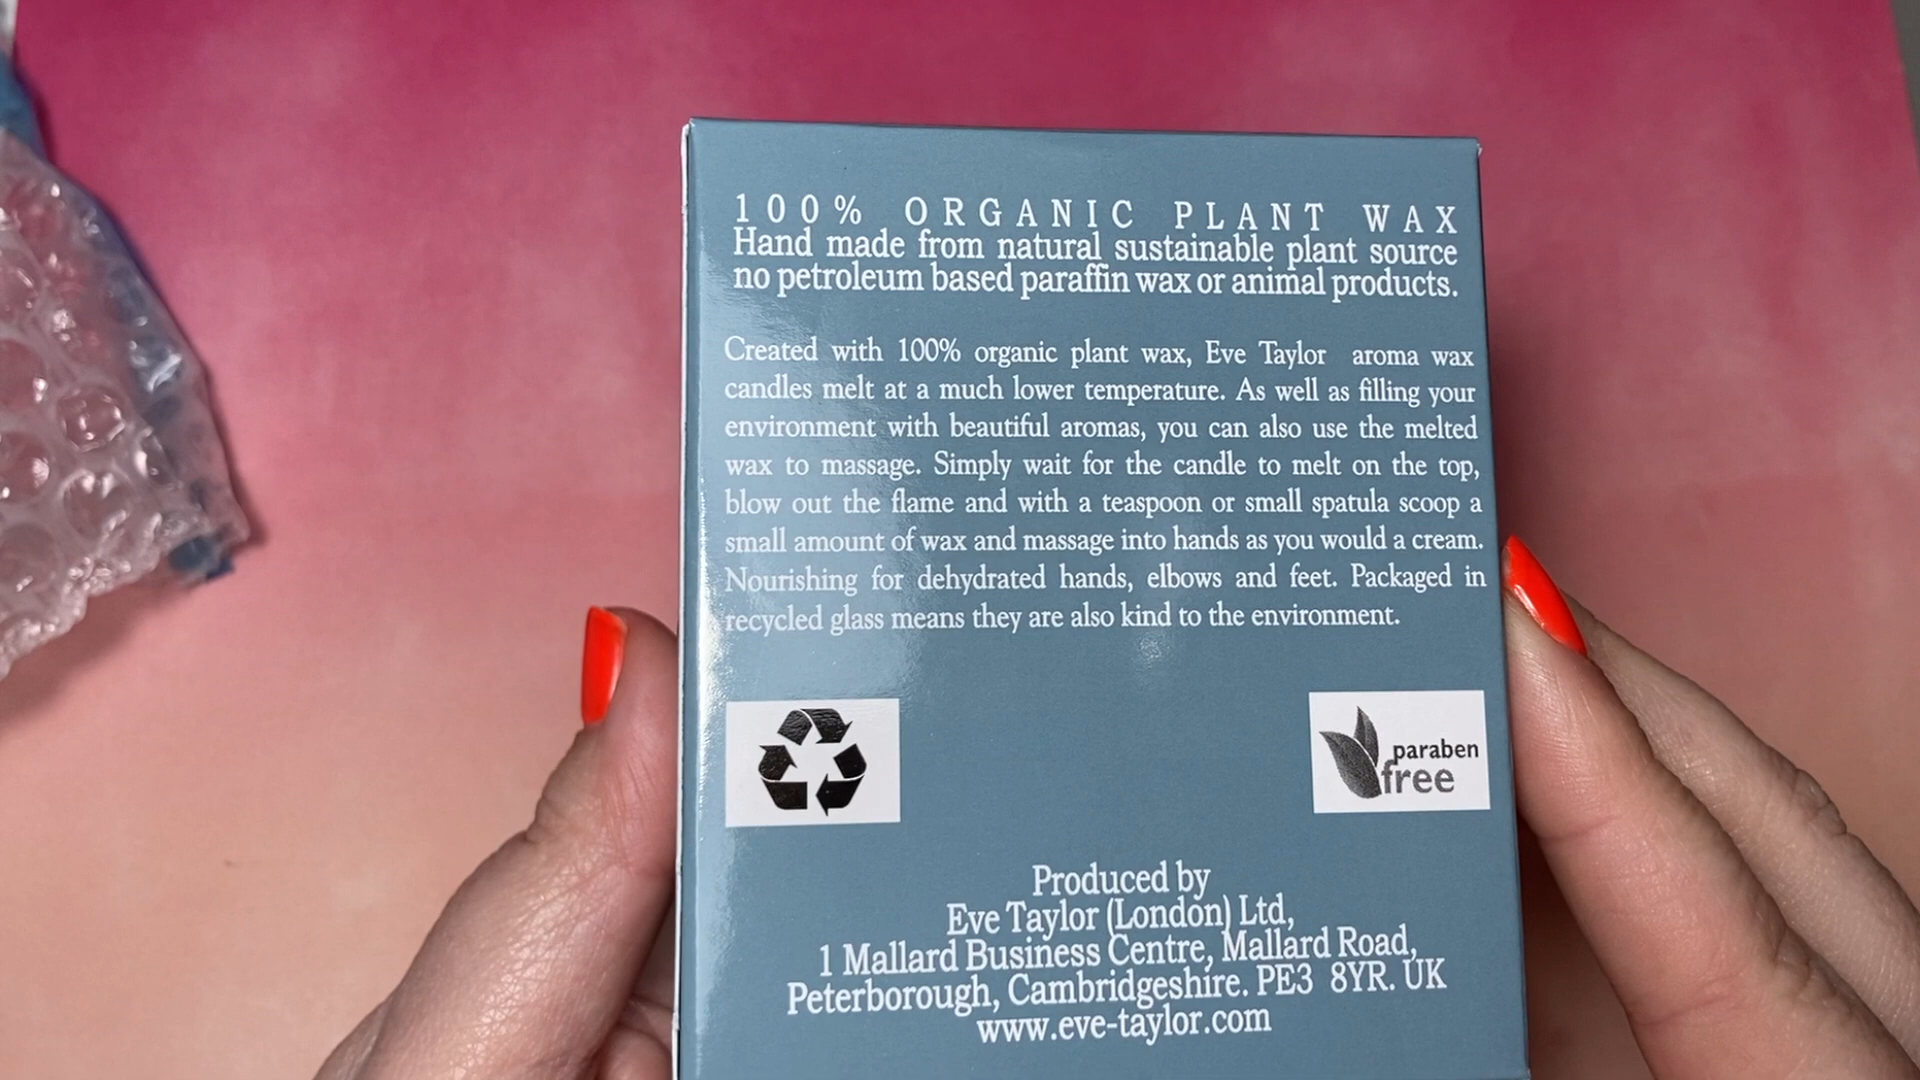 100% ORGANIC PLANT WAX
Hand made from natural sustainable plant source
no petroleum based paraffin wax or animal products.
Created with 100% organic plant wax, Eve Taylor aroma wax
candles melt at a much lower temperature. As well as filling your
environment with beautiful aromas, you can also use the melted
wax to massage. Simply wait for the candle to melt on the top,
blow out the flame and with a teaspoon or small spatula scoop a
small amount of wax and massage into hands as you would a cream.
Nourishing for dehydrated hands, elbows and feet. Packaged in
recycled glass means they are also kind to the environment.
paraben
free
Produced by
Eve Taylor (London) Ltd,
1 Mallard Business Centre, Mallard Road,
Peterborough, Cambridgeshire. PE3 8YR. UK
www.eve-taylor.com